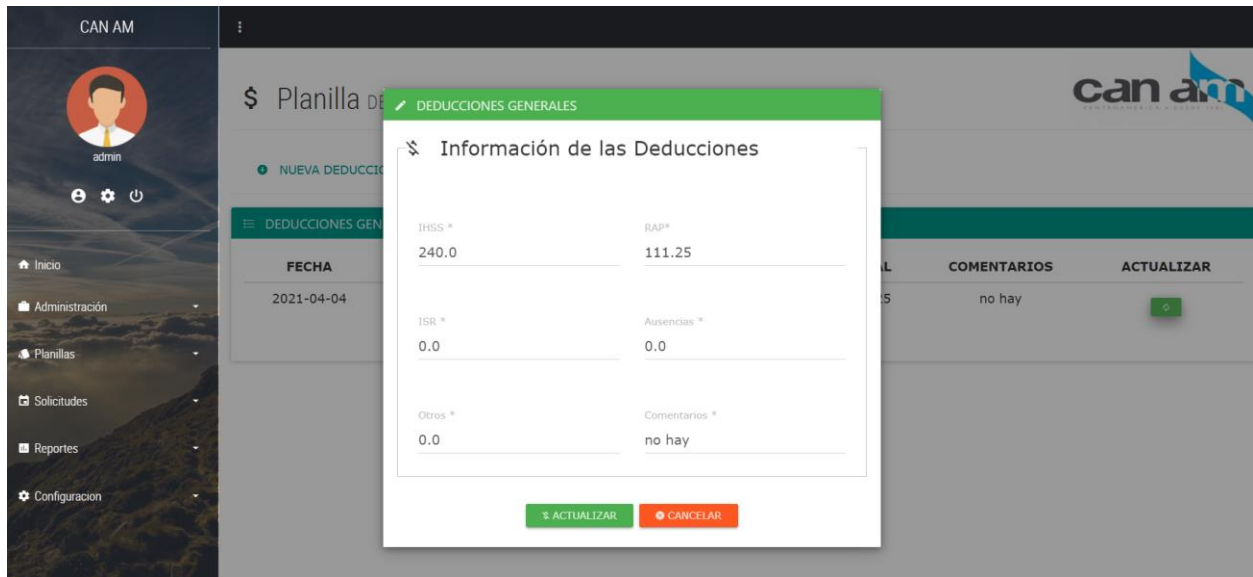 CAN AM
admin
Inicio
Administración
Planillas
Solicitudes
Reportes
Configuracion
$ Planilla
can am
NUEVA
DEDUCCIONES
FECHA COMENTARIOS ACTUALIZAR
2021-04-04 no hay
DEDUCCIONES GENERALES
Información de las Deducciones
IHSS * RAP*
240.0 111.25
ISR * Ausencias *
0.0 0.0
Otros * Comentarios *
0.0 no hay
ACTUALIZAR CANCELAR